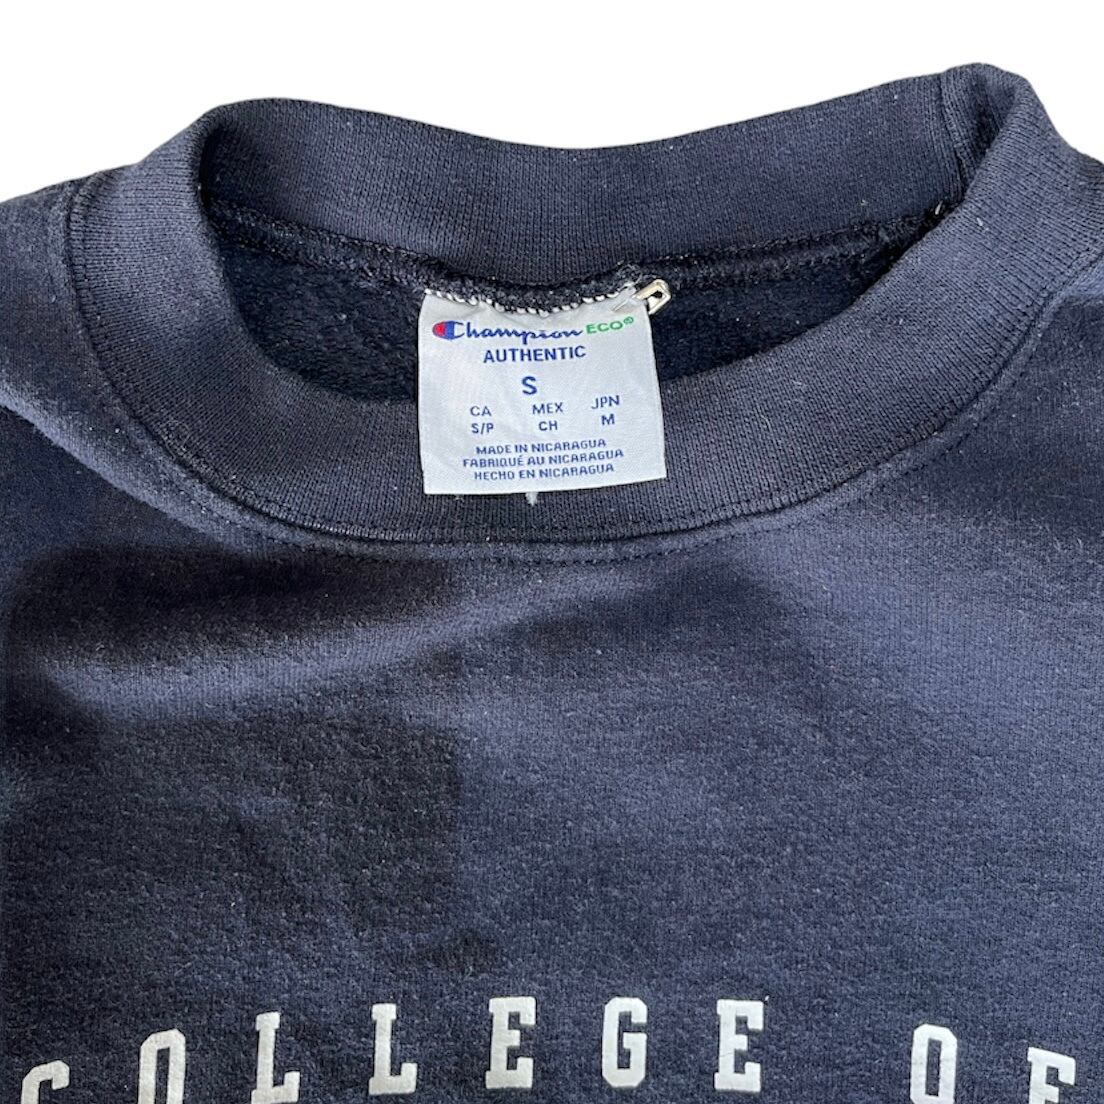 Champion ECO®
AUTHENTIC
S
CA MEX JPN
S/P CH M
MADE IN NICARAGUA
FABRIQUÉ AU NICARAGUA
HECHO EN NICARAGUA
COLLEGE OF